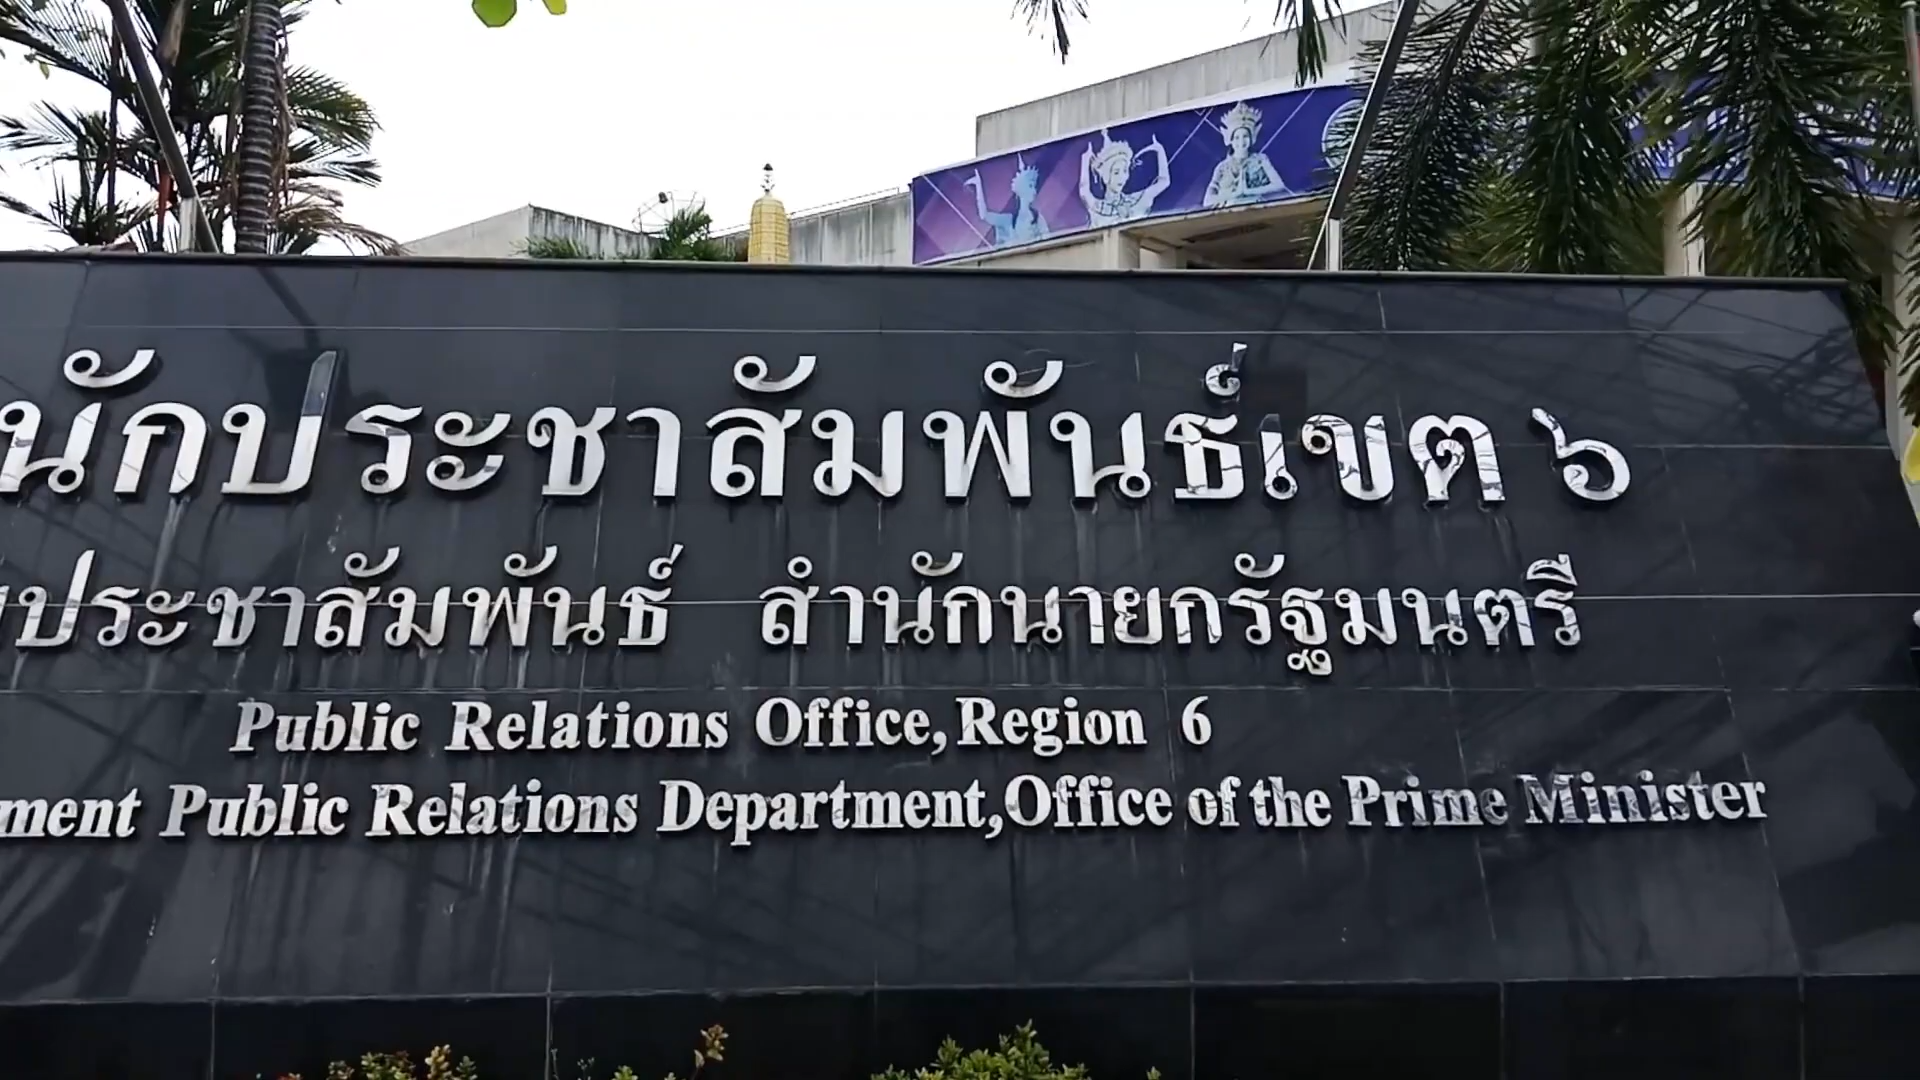 นักประชาสัมพันธ์เขต ๖
ประชาสัมพันธ์ สำนักนายกรัฐมนตรี
Public Relations Office, Region 6
ment Public Relations Department, Office of the Prime Minister